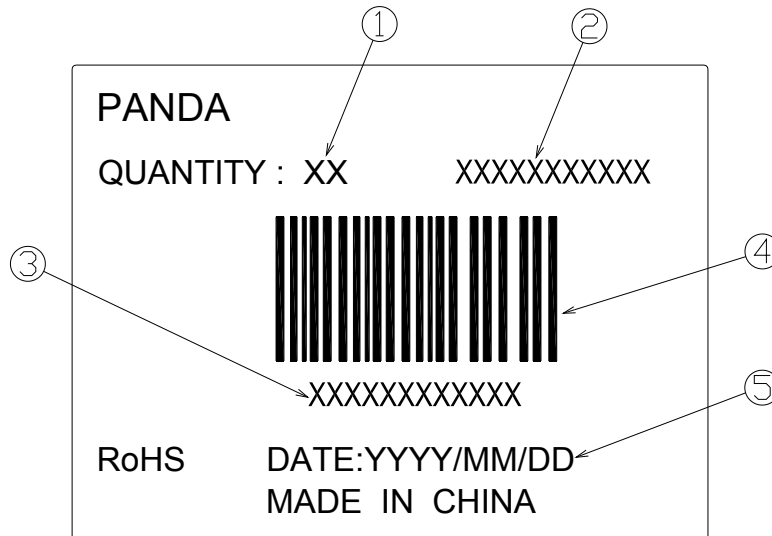 ① ②
PANDA
QUANTITY : XX XXXXXXXXXXX
③ ④
XXXXXXXXXXXX ⑤
RoHS DATE:YYYY/MM/DD
MADE IN CHINA